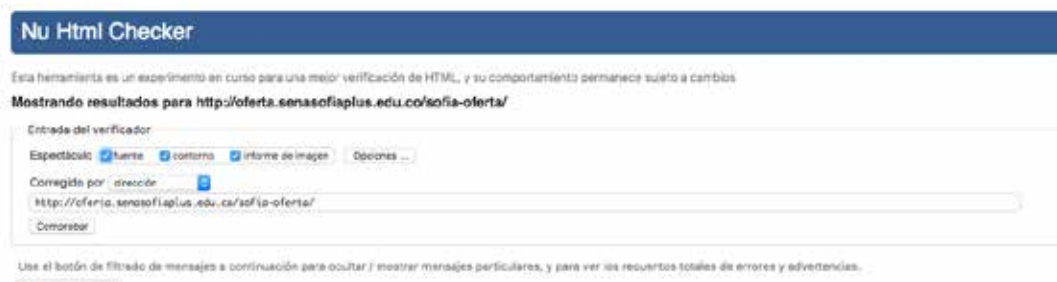 Nu Html Checker
Esta herramienta es un experimento en curso para una mejor verificación de HTML, y su comportamiento permanece sujeto a cambios
Mostrando resultados para http://oferta.senasofiaplus.edu.co/sofia-oferta/
Entrada del verificador
Espectáculo fuente contorno informe de imagen Opciones ...
Corregido por dirección
http://oferta.senasofiaplus.edu.co/sofia-oferta/
Comprobar
Use el botón de filtrado de mensajes a continuación para ocultar / mostrar mensajes particulares, y para ver los recuentos totales de errores y advertencias.